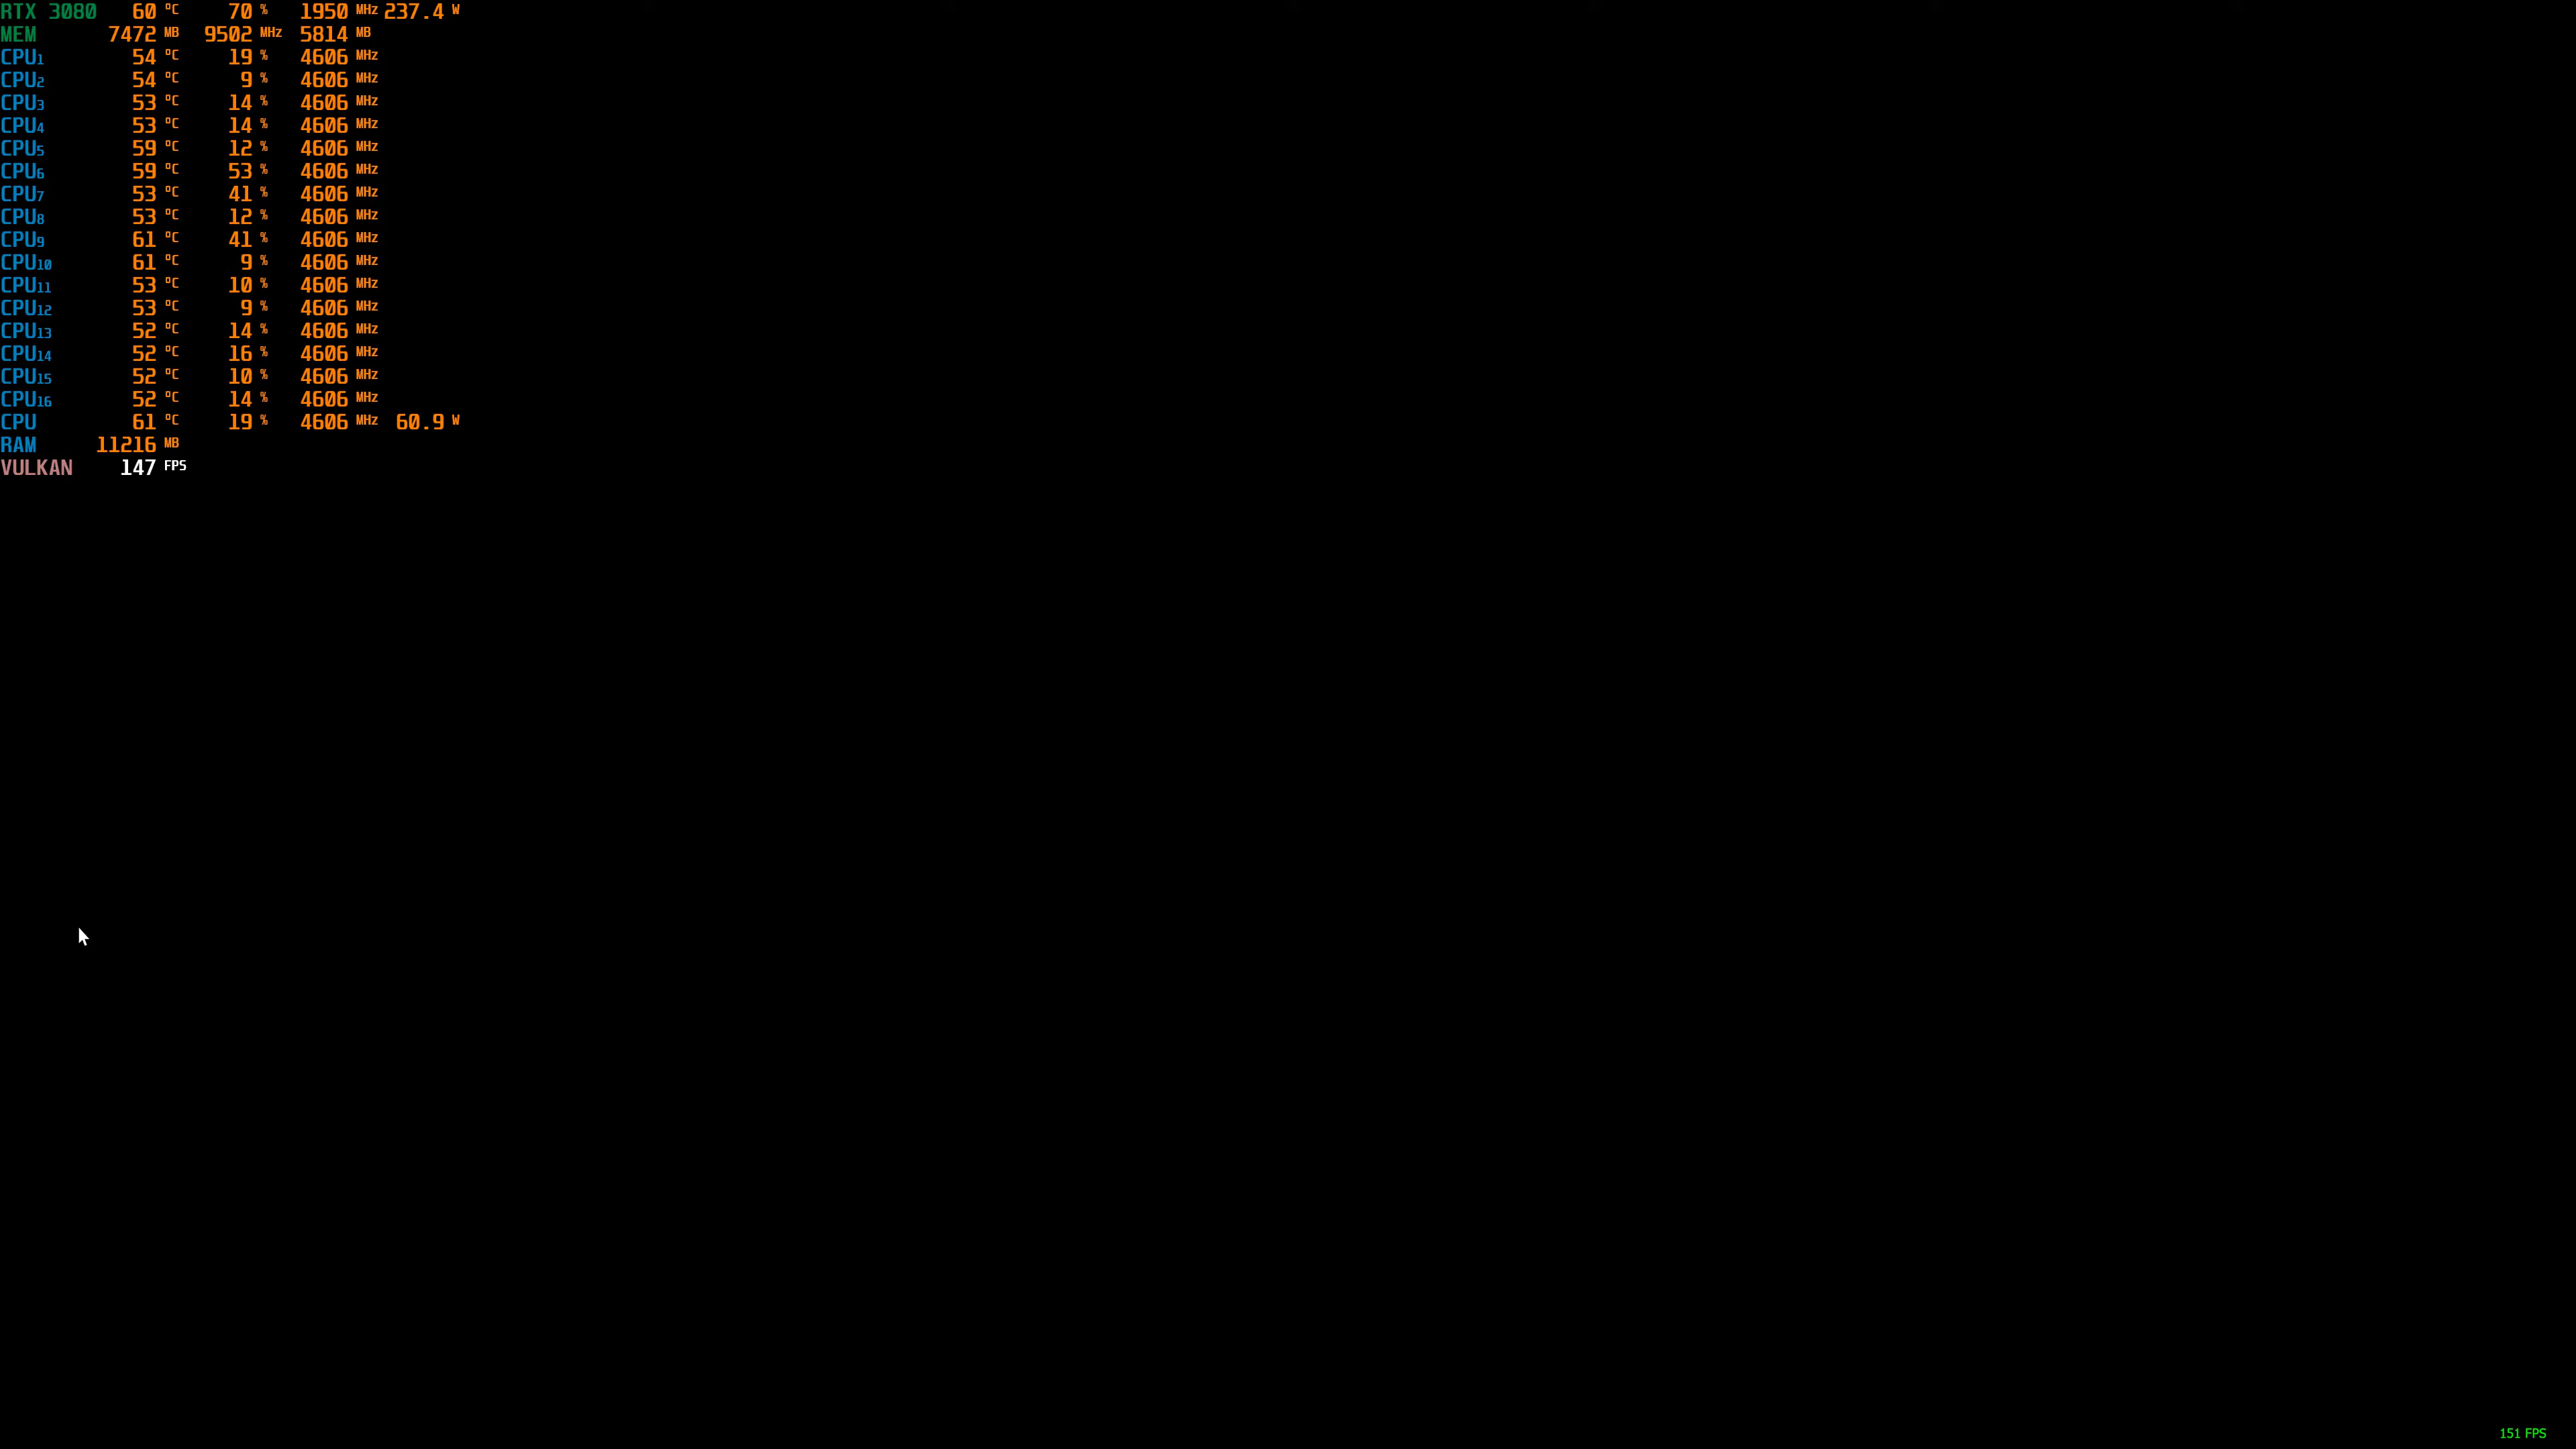 RTX 3080 60 °C 70 % 1950 MHz 237.4 W
MEM 7472 MB 9502 MHz 5814 MB
CPU1 54 °C 19 % 4606 MHz
CPU2 54 °C 9 % 4606 MHz
CPU3 53 °C 14 % 4606 MHz
CPU4 53 °C 14 % 4606 MHz
CPU5 59 °C 12 % 4606 MHz
CPU6 59 °C 53 % 4606 MHz
CPU7 53 °C 41 % 4606 MHz
CPU8 53 °C 12 % 4606 MHz
CPU9 61 °C 41 % 4606 MHz
CPU10 61 °C 9 % 4606 MHz
CPU11 53 °C 10 % 4606 MHz
CPU12 53 °C 9 % 4606 MHz
CPU13 52 °C 14 % 4606 MHz
CPU14 52 °C 16 % 4606 MHz
CPU15 52 °C 10 % 4606 MHz
CPU16 52 °C 14 % 4606 MHz
CPU 61 °C 19 % 4606 MHz 60.9 W
RAM 11216 MB
VULKAN 147 FPS
151 FPS